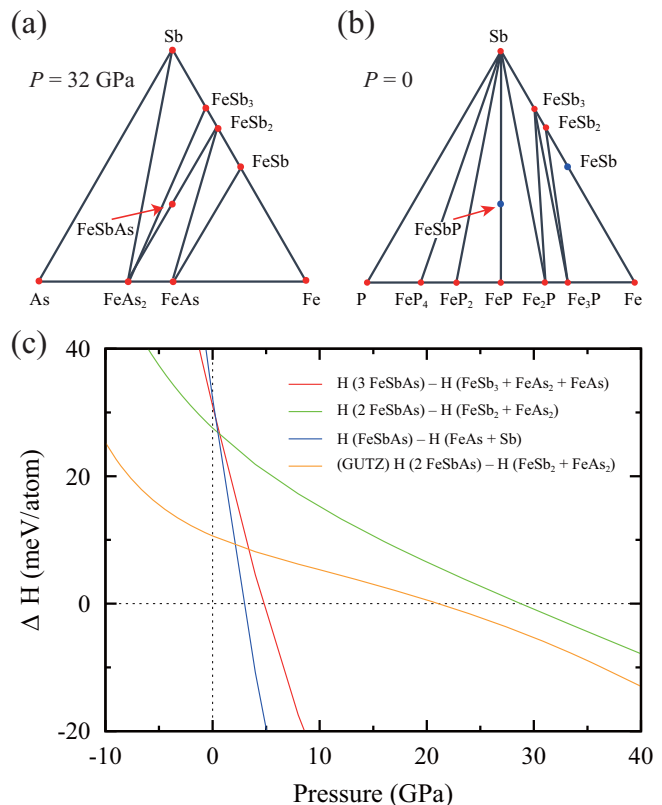 (a)
Sb
P = 32 GPa
FeSb₃
FeSb₂
FeSb
FeSbAs
As
FeAs₂
FeAs
Fe
(b)
Sb
P = 0
FeSb₃
FeSb₂
FeSb
FeSbP
P
FeP₄
FeP₂
FeP
Fe₂P
Fe₃P
Fe
(c)
40
20
0
-20
Δ H (meV/atom)
H (3 FeSbAs) – H (FeSb₃ + FeAs₂ + FeAs)
H (2 FeSbAs) – H (FeSb₂ + FeAs₂)
H (FeSbAs) – H (FeAs + Sb)
(GUTZ) H (2 FeSbAs) – H (FeSb₂ + FeAs₂)
-10
0
10
20
30
40
Pressure (GPa)